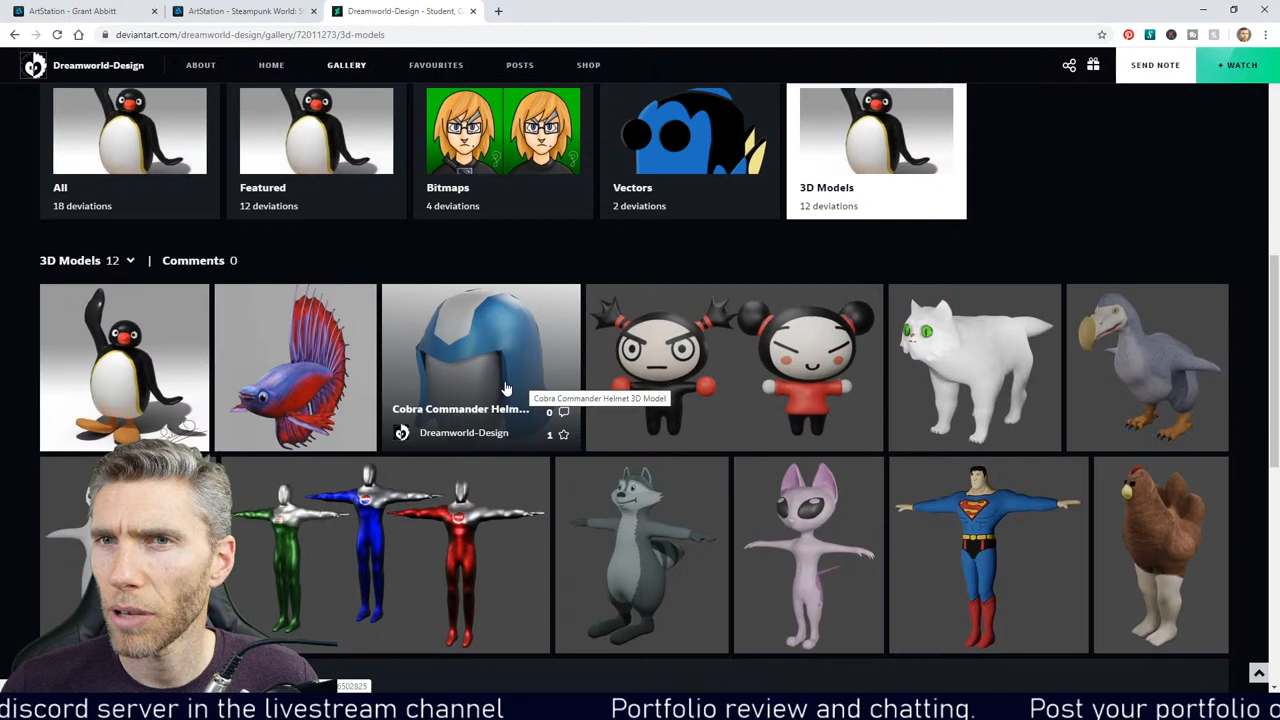 ArtStation - Grant Abbitt
ArtStation - Steampunk World: S
Dreamworld-Design - Student, G
deviantart.com/dreamworld-design/gallery/72011273/3d-models
Dreamworld-Design
ABOUT
HOME
GALLERY
FAVOURITES
POSTS
SHOP
SEND NOTE
+ WATCH
All
18 deviations
Featured
12 deviations
Bitmaps
4 deviations
Vectors
2 deviations
3D Models
12 deviations
3D Models 12 | Comments 0
Cobra Commander Helmet 3D Model
Cobra Commander Helm... 0
Dreamworld-Design 1
6502825
discord server in the livestream channel
Portfolio review and chatting.
Post your portfolio o